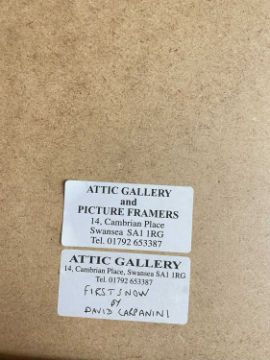 ATTIC GALLERY
and
PICTURE FRAMERS
14, Cambrian Place
Swansea SA1 1RG
Tel. 01792 653387
ATTIC GALLERY
14, Cambrian Place, Swansea SA1 1RG
Tel. 01792 653387
FIRST SNOW
BY
DAVID CARPANINI